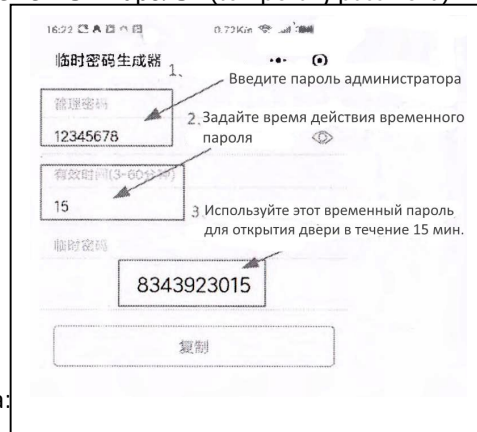 16:22
0.72K/s
临时密码生成器
1、
Введите пароль администратора
管理密码
12345678
2、Задайте время действия временного
пароля
有效时间(3-60分钟)
15
3、Используйте этот временный пароль
для открытия двери в течение 15 мин.
临时密码
8343923015
复制